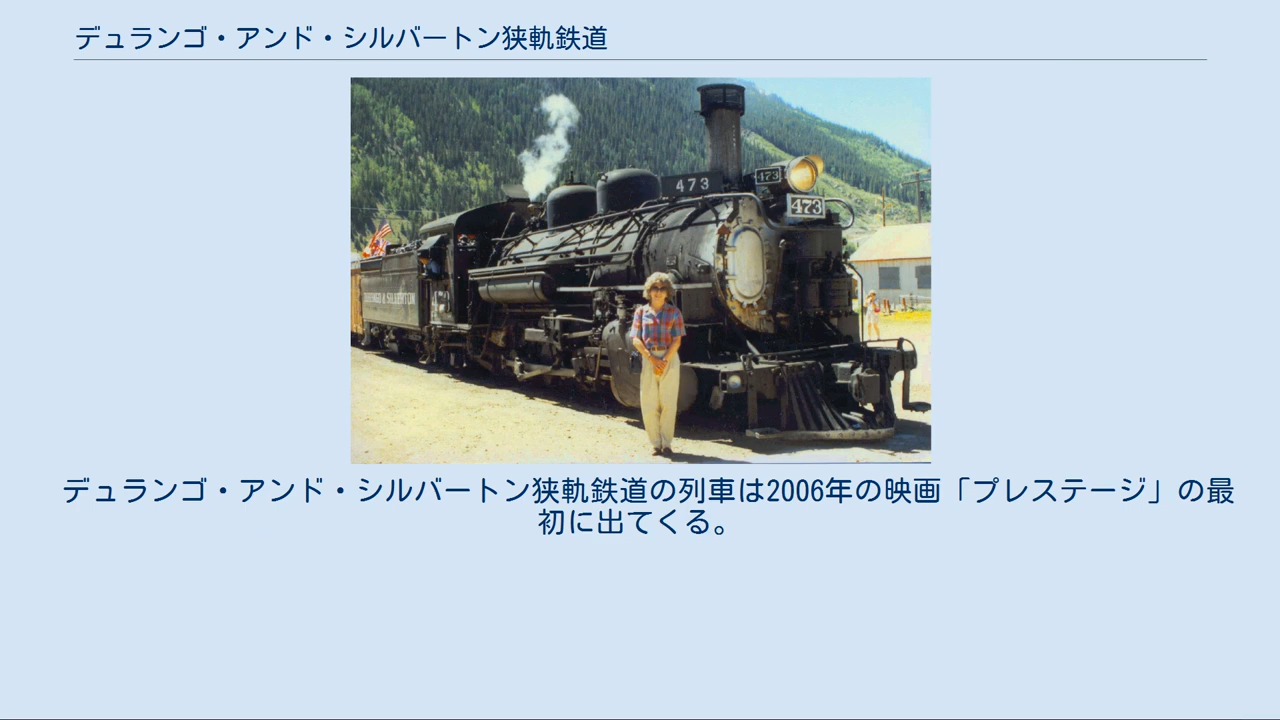 デュランゴ・アンド・シルバートン狭軌鉄道
473
473
473
DURANGO & SILVERTON
デュランゴ・アンド・シルバートン狭軌鉄道の列車は2006年の映画「プレステージ」の最
初に出てくる。